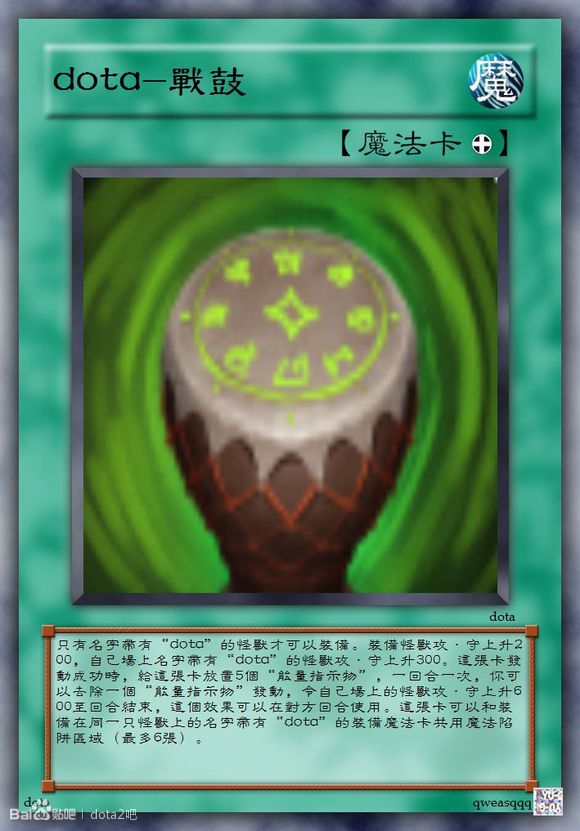 dota-戰鼓
魔
【魔法卡】
dota
只有名字帶有“dota”的怪獸才可以裝備。裝備怪獸攻·守上升2
00，自己場上名字帶有“dota”的怪獸攻·守上升300。這張卡發
動成功時，給這張卡放置5個“能量指示物”，一回合一次，你可
以去除一個“能量指示物”發動，令自己場上的怪獸攻·守上升6
00至回合結束，這個效果可以在對方回合使用。這張卡可以和裝
備在同一只怪獸上的名字帶有“dota”的裝備魔法卡共用魔法陷
阱區域（最多6張）。
dota
qweasqqq
Bai貼吧 | dota2吧